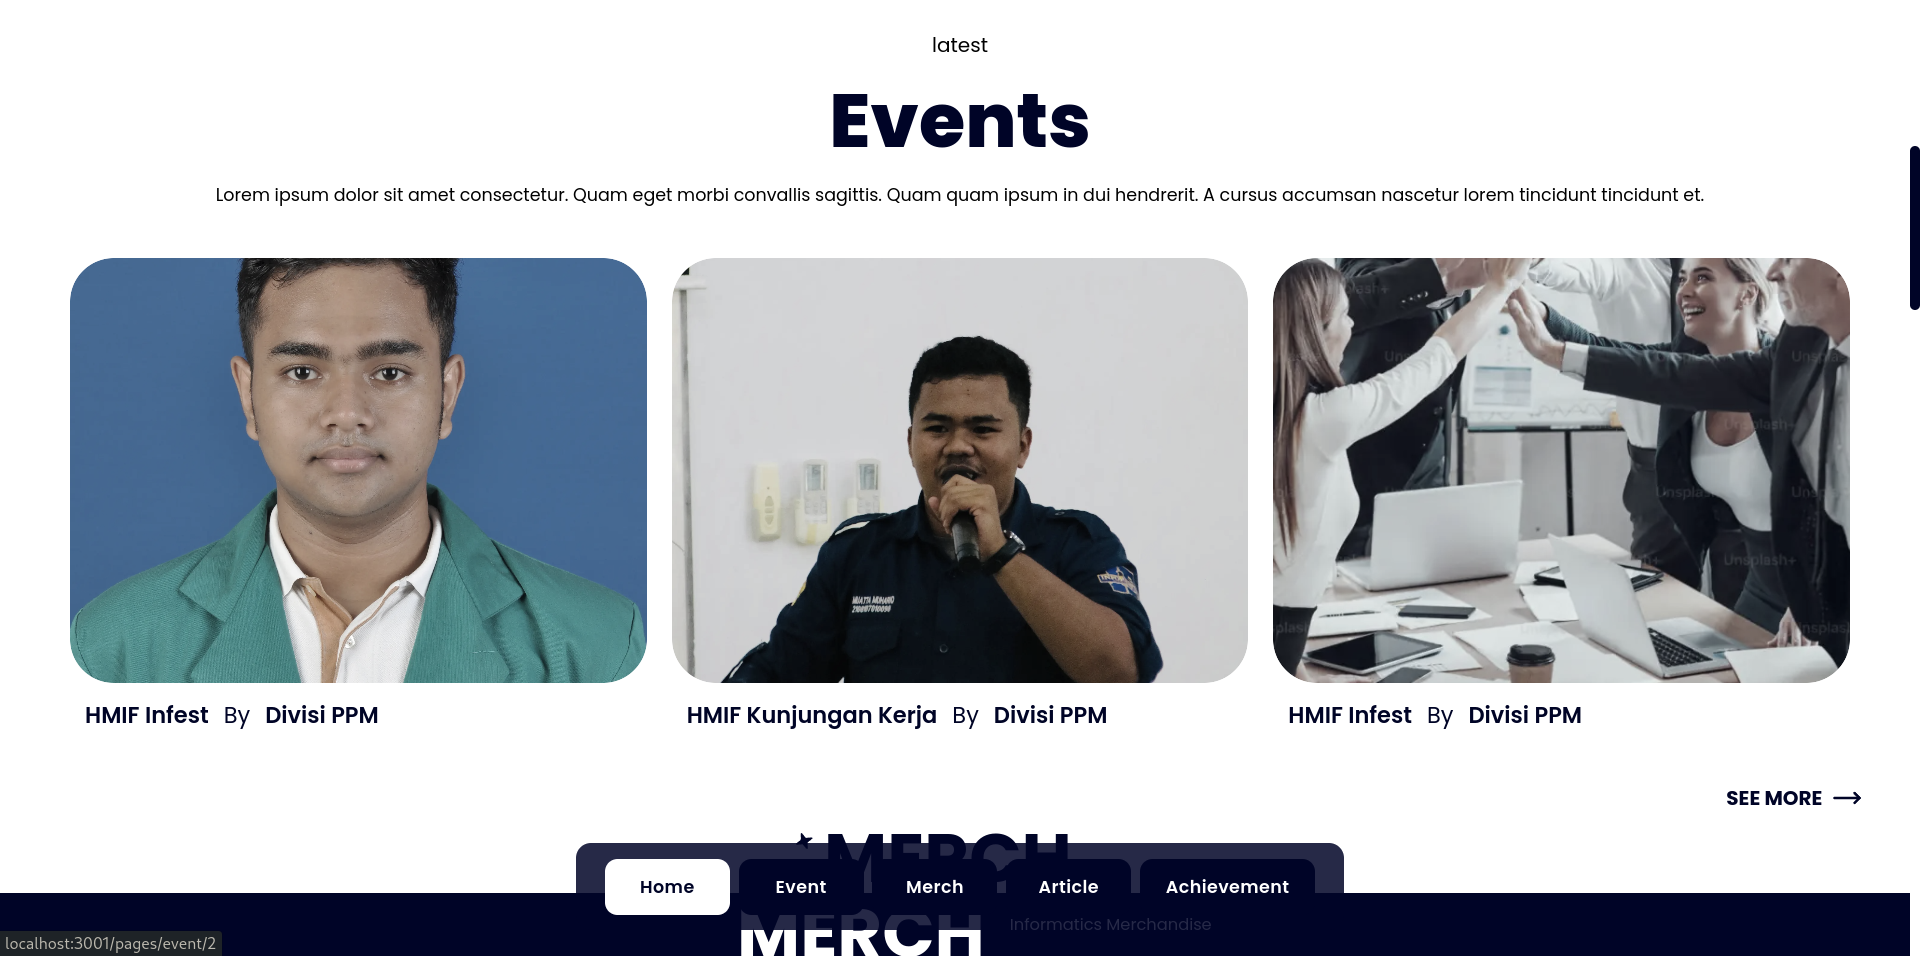 latest
Events
Lorem ipsum dolor sit amet consectetur. Quam eget morbi convallis sagittis. Quam quam ipsum in dui hendrerit. A cursus accumsan nascetur lorem tincidunt tincidunt et.
Unsplash+
HMIF Infest By Divisi PPM
HMIF Kunjungan Kerja By Divisi PPM
HMIF Infest By Divisi PPM
SEE MORE
MERCH
Home Event Merch Article Achievement
Informatics Merchandise
MERCH
localhost:3001/pages/event/2